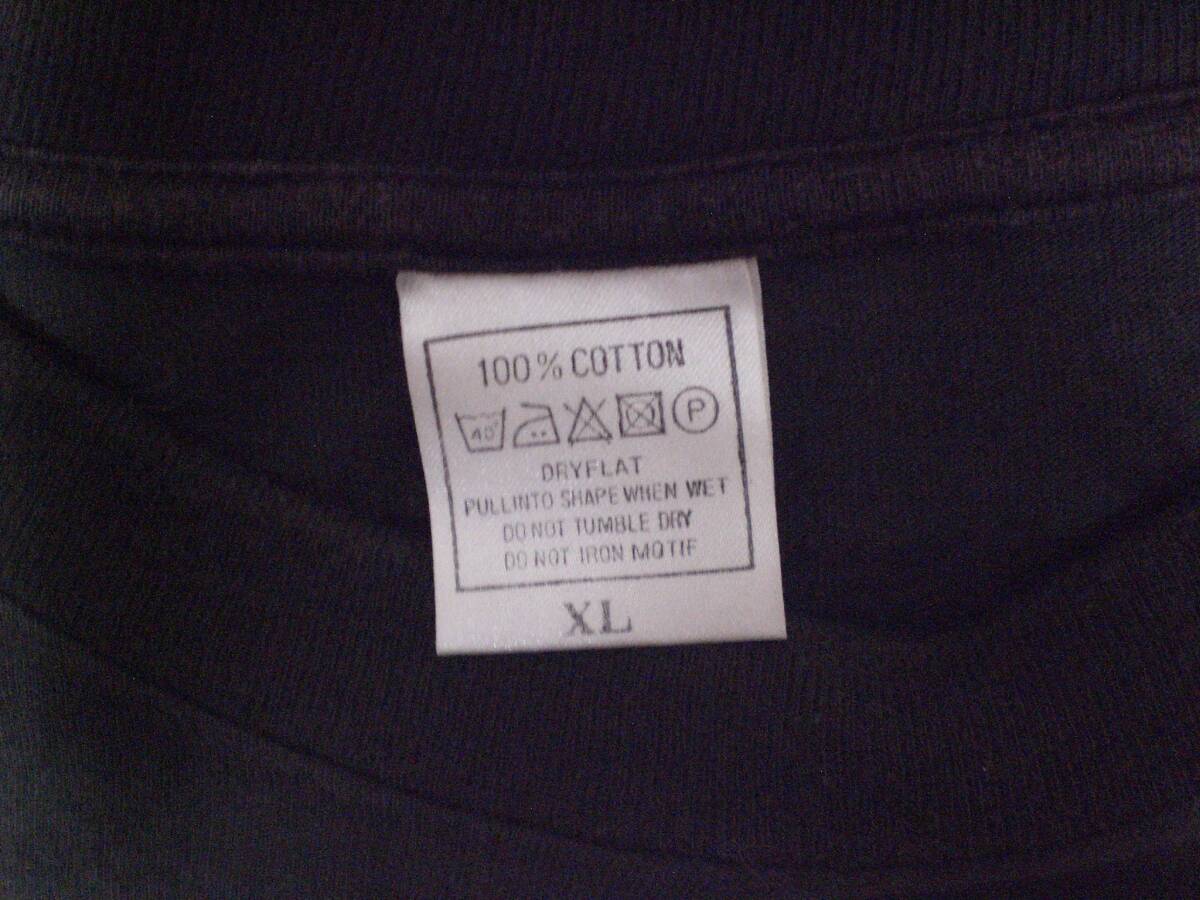 100% COTTON
40° P
DRYFLAT
PULLINTO SHAPE WHEN WET
DO NOT TUMBLE DRY
DO NOT IRON MOTIF
XL